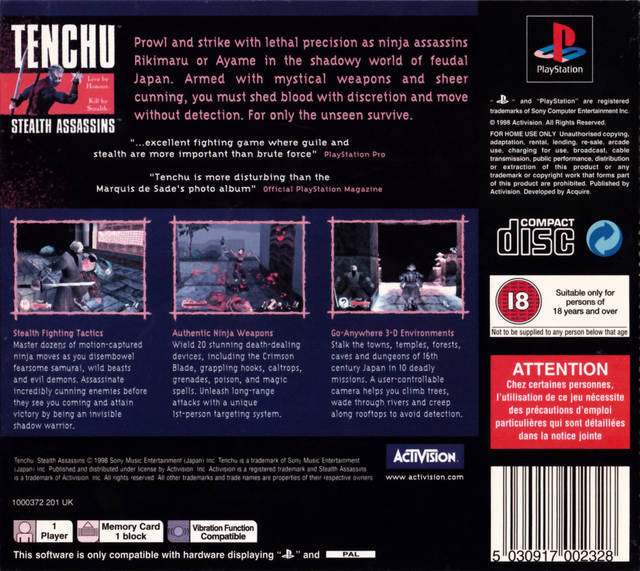 TENCHU
Live by
Honour.
Kill by
Stealth.
STEALTH ASSASSINS
Prowl and strike with lethal precision as ninja assassins
Rikimaru or Ayame in the shadowy world of feudal
Japan. Armed with mystical weapons and sheer
cunning, you must shed blood with discretion and move
without detection. For only the unseen survive.
"...excellent fighting game where guile and
stealth are more important than brute force" PlayStation Pro
"Tenchu is more disturbing than the
Marquis de Sade's photo album" Official PlayStation Magazine
Stealth Fighting Tactics
Master dozens of motion-captured
ninja moves as you disembowel
fearsome samurai, wild beasts
and evil demons. Assassinate
incredibly cunning enemies before
they see you coming and attain
victory by being an invisible
shadow warrior.
Authentic Ninja Weapons
Wield 20 stunning death-dealing
devices, including the Crimson
Blade, grappling hooks, caltrops,
grenades, poison, and magic
spells. Unleash long-range
attacks with a unique
1st-person targeting system.
Go-Anywhere 3-D Environments
Stalk the towns, temples, forests,
caves and dungeons of 16th
century Japan in 10 deadly
missions. A user-controllable
camera helps you climb trees,
wade through rivers and creep
along rooftops to avoid detection.
Tenchu Stealth Assassins © 1998 Sony Music Entertainment (Japan) Inc. Tenchu is a trademark of Sony Music Entertainment
(Japan) Inc. Published and distributed under license by Activision Inc. Activision is a registered trademark and Stealth Assassins
is a trademark of Activision Inc. All rights reserved. All other trademarks and trade names are properties of their respective owners
ACTIVISION.
www.activision.com
1000372 201 UK
1
Player
Memory Card
1 block
Vibration Function
Compatible
This software is only compatible with hardware displaying " " and PAL
PlayStation
" " and "PlayStation" are registered
trademarks of Sony Computer Entertainment Inc.
© 1998 Activision. All Rights Reserved.
FOR HOME USE ONLY Unauthorised copying,
adaptation, rental, lending, re-sale, arcade
use, charging for use, broadcast, cable
transmission, public performance, distribution
or extraction of this product or any
trademark or copyright work that forms part
of this product are prohibited. Published by
Activision. Developed by Acquire.
COMPACT
disc
18
Suitable only for
persons of
18 years and over
Not to be supplied to any person below that age
ATTENTION
Chez certaines personnes,
l'utilisation de ce jeu nécessite
des précautions d'emploi
particulières qui sont détaillées
dans la notice jointe
5 030917 002328